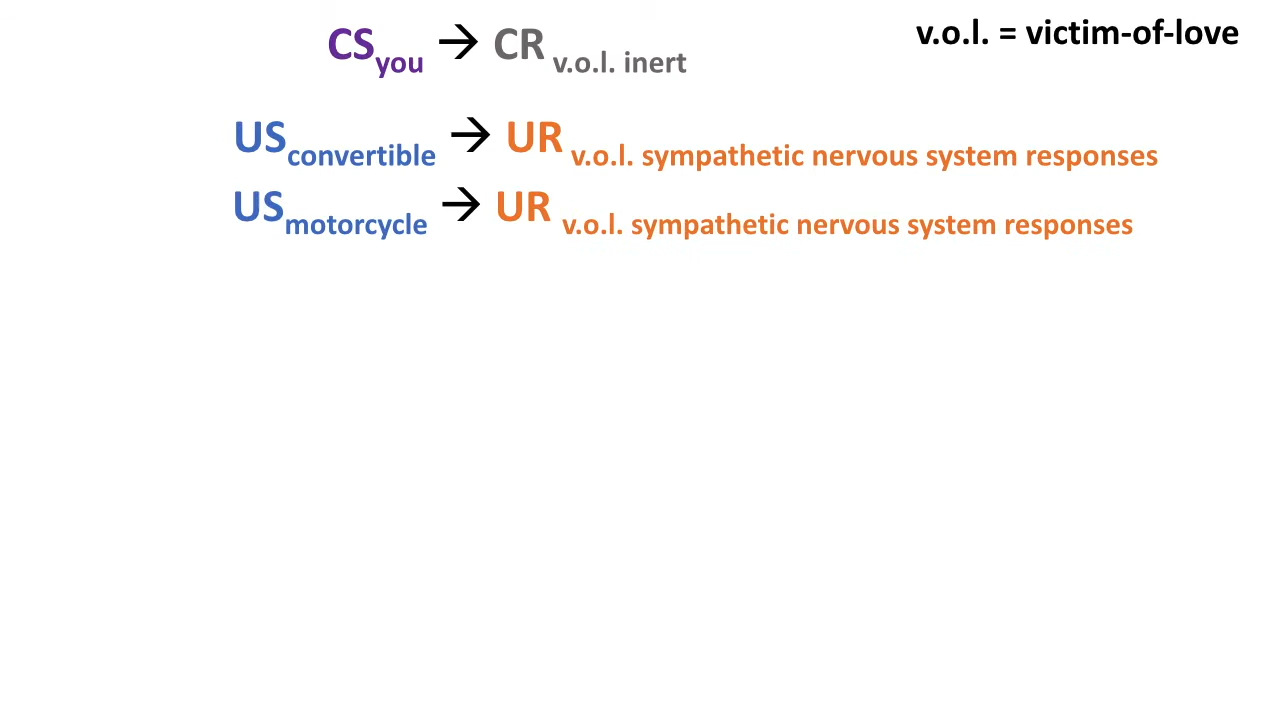 CS you → CR v.o.l. inert
v.o.l. = victim-of-love
US convertible → UR v.o.l. sympathetic nervous system responses
US motorcycle → UR v.o.l. sympathetic nervous system responses